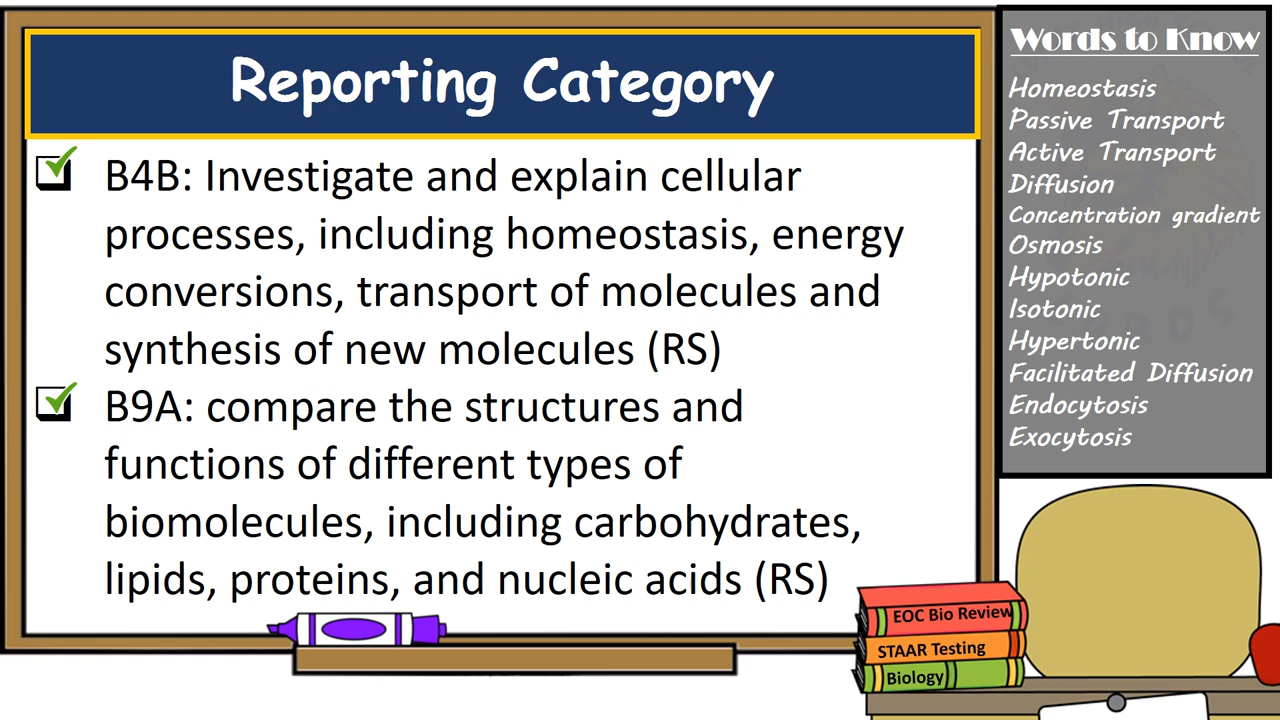 Reporting Category
B4B: Investigate and explain cellular
processes, including homeostasis, energy
conversions, transport of molecules and
synthesis of new molecules (RS)
B9A: compare the structures and
functions of different types of
biomolecules, including carbohydrates,
lipids, proteins, and nucleic acids (RS)
Words to Know
Homeostasis
Passive Transport
Active Transport
Diffusion
Concentration gradient
Osmosis
Hypotonic
Isotonic
Hypertonic
Facilitated Diffusion
Endocytosis
Exocytosis
EOC Bio Review
STAAR Testing
Biology